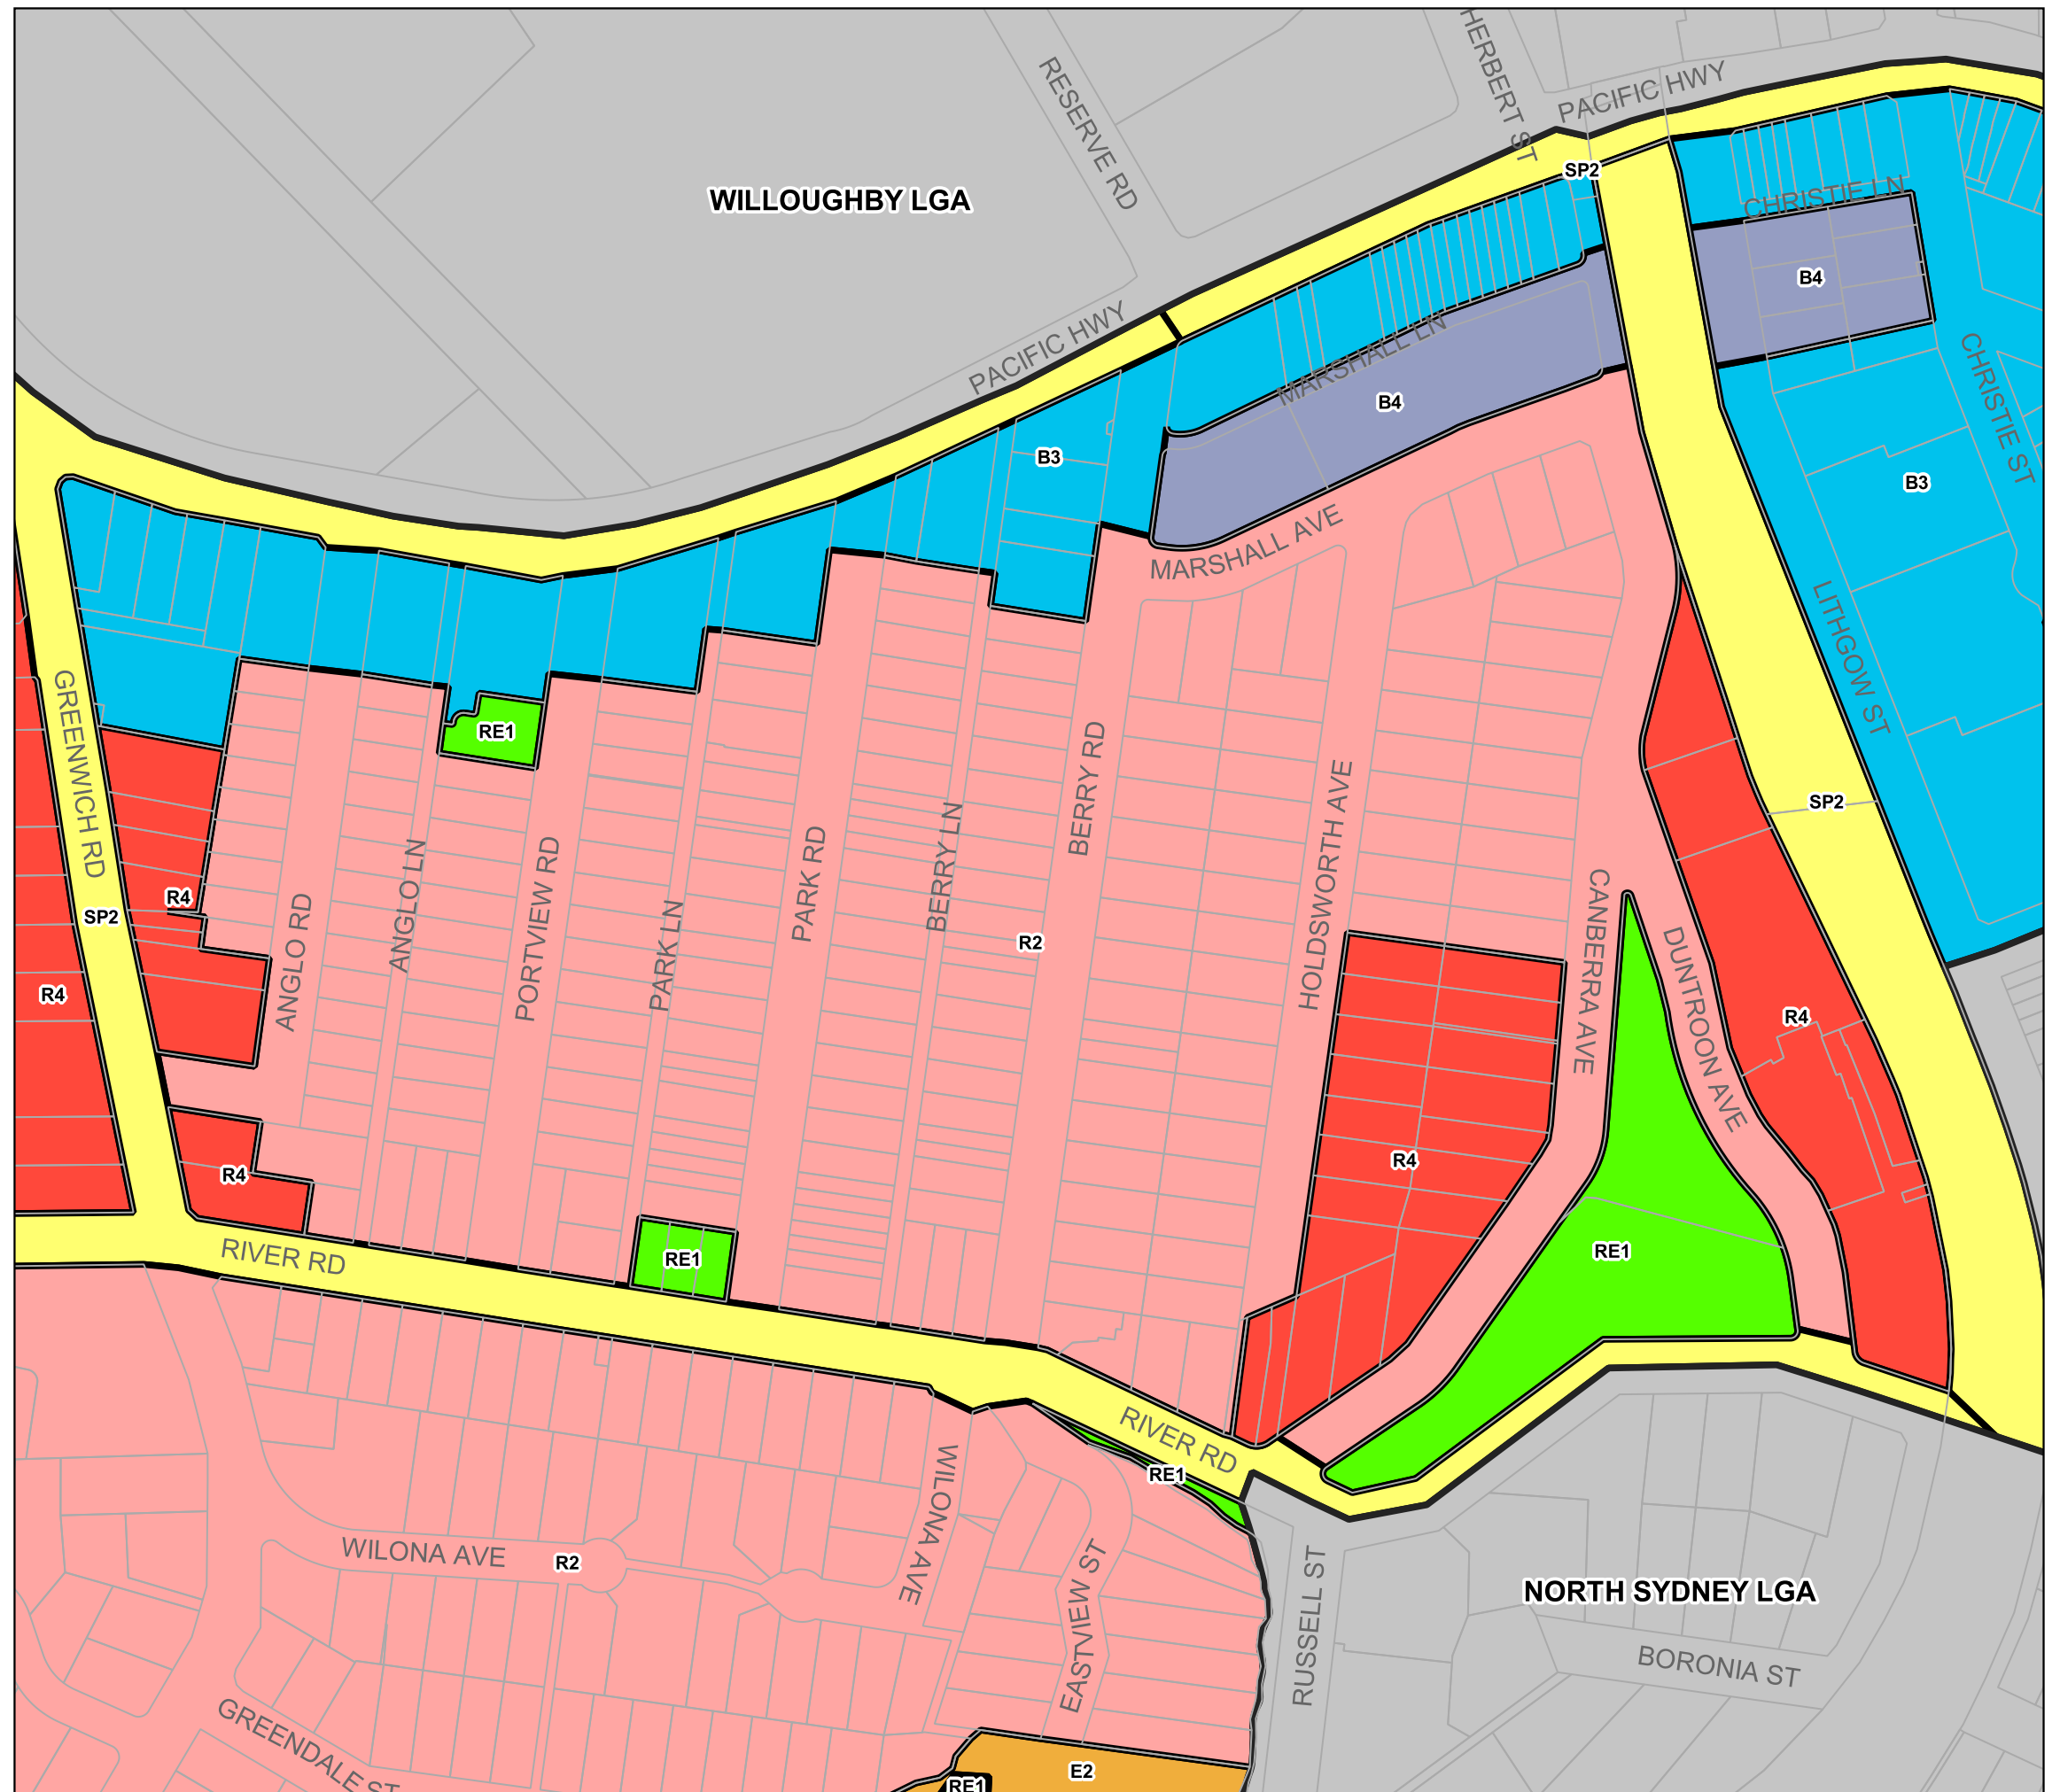 HERBERT ST
RESERVE RD
PACIFIC HWY
SP2
WILLOUGHBY LGA
CHRISTIE LN
B4
PACIFIC HWY
MARSHALL LN
B4
CHRISTIE ST
B3
B3
MARSHALL AVE
LITHGOW ST
RE1
GREENWICH RD
BERRY RD
HOLDSWORTH AVE
SP2
R4
SP2
ANGLO RD
ANGLO LN
PORTVIEW RD
PARK LN
PARK RD
BERRY LN
R2
CANBERRA AVE
DUNTROON AVE
R4
R4
R4
R4
RE1
RE1
RIVER RD
RIVER RD
RE1
WILONA AVE
WILONA AVE
R2
EASTVIEW ST
RUSSELL ST
NORTH SYDNEY LGA
BORONIA ST
GREENDALE ST
E2
RE1